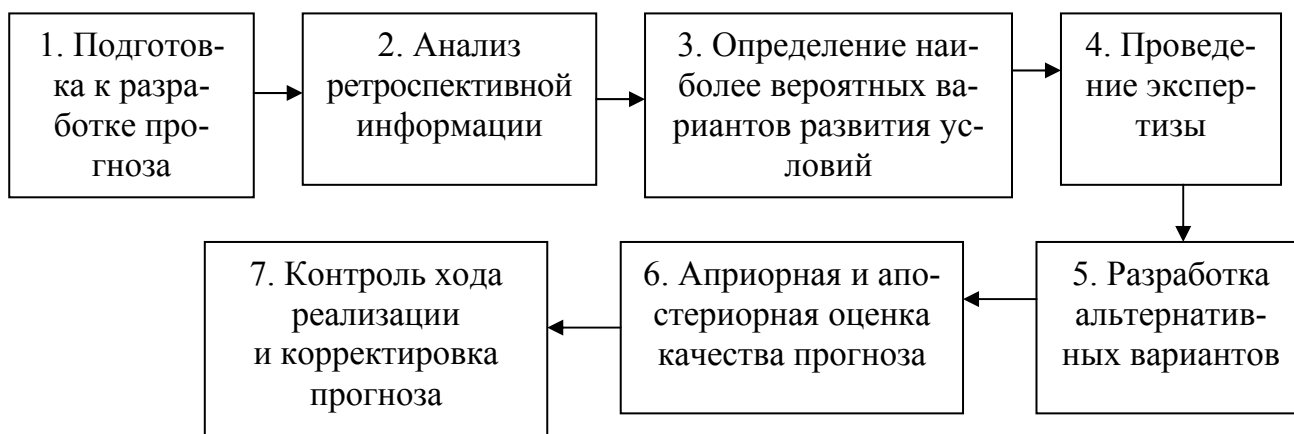 1. Подготов-
ка к разра-
ботке про-
гноза
2. Анализ
ретроспективной
информации
3. Определение наи-
более вероятных ва-
риантов развития ус-
ловий
4. Проведе-
ние экспер-
тизы
5. Разработка
альтернатив-
ных вариантов
6. Априорная и апо-
стериорная оценка
качества прогноза
7. Контроль хода
реализации
и корректировка
прогноза